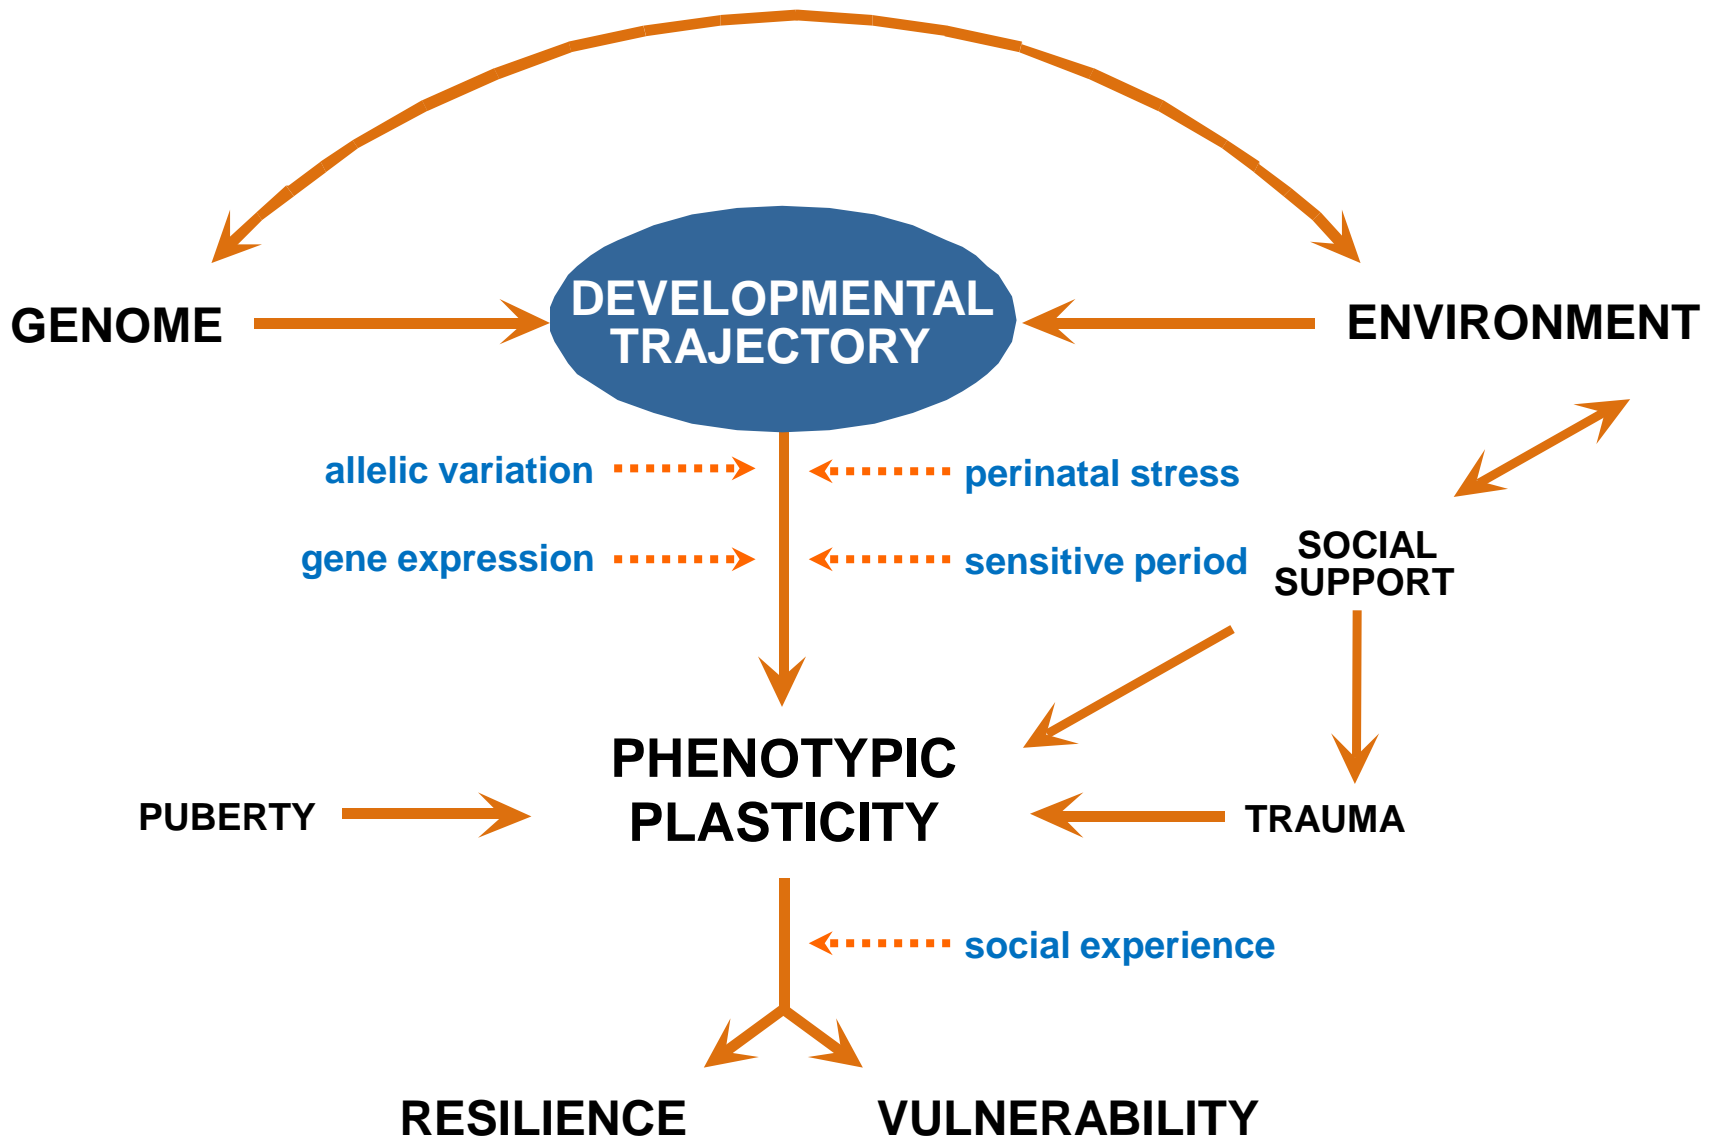 DEVELOPMENTAL
TRAJECTORY
GENOME
ENVIRONMENT
allelic variation
perinatal stress
gene expression
sensitive period
SOCIAL
SUPPORT
PHENOTYPIC
PLASTICITY
PUBERTY
TRAUMA
social experience
RESILIENCE
VULNERABILITY